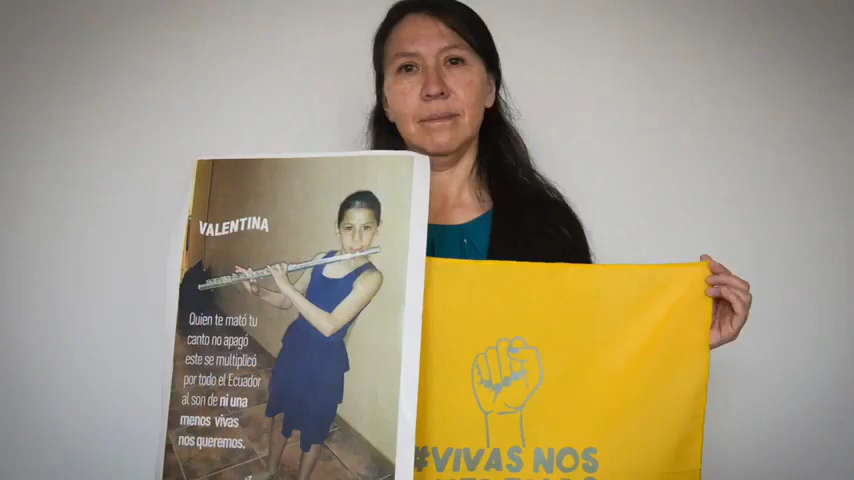 VALENTINA
Quien te mató tu
canto no apagó
este se multiplicó
por todo el Ecuador
al son de ni una
menos vivas
nos queremos.
#VIVAS NOS